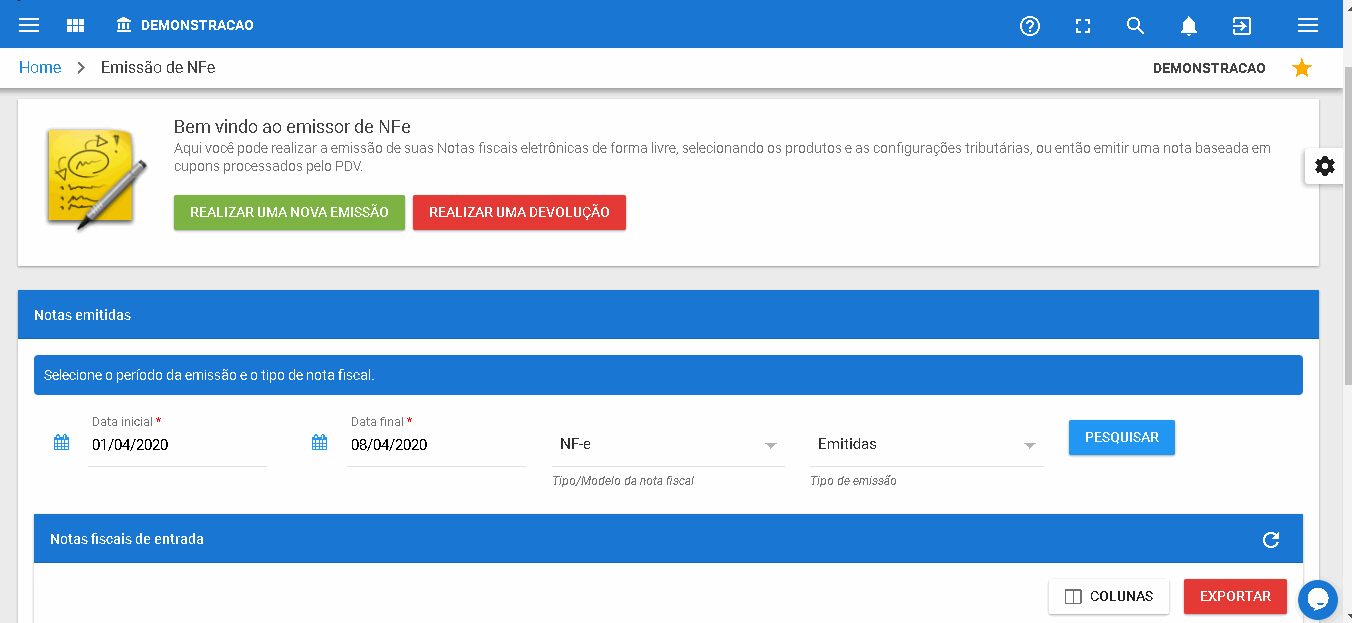 DEMONSTRACAO
Home > Emissão de NFe
DEMONSTRACAO
Bem vindo ao emissor de NFe
Aqui você pode realizar a emissão de suas Notas fiscais eletrônicas de forma livre, selecionando os produtos e as configurações tributárias, ou então emitir uma nota baseada em
cupons processados pelo PDV.
REALIZAR UMA NOVA EMISSÃO REALIZAR UMA DEVOLUÇÃO
Notas emitidas
Selecione o período da emissão e o tipo de nota fiscal.
Data inicial * Data final *
01/04/2020 08/04/2020 NF-e Emitidas PESQUISAR
Tipo/Modelo da nota fiscal Tipo de emissão
Notas fiscais de entrada
COLUNAS EXPORTAR